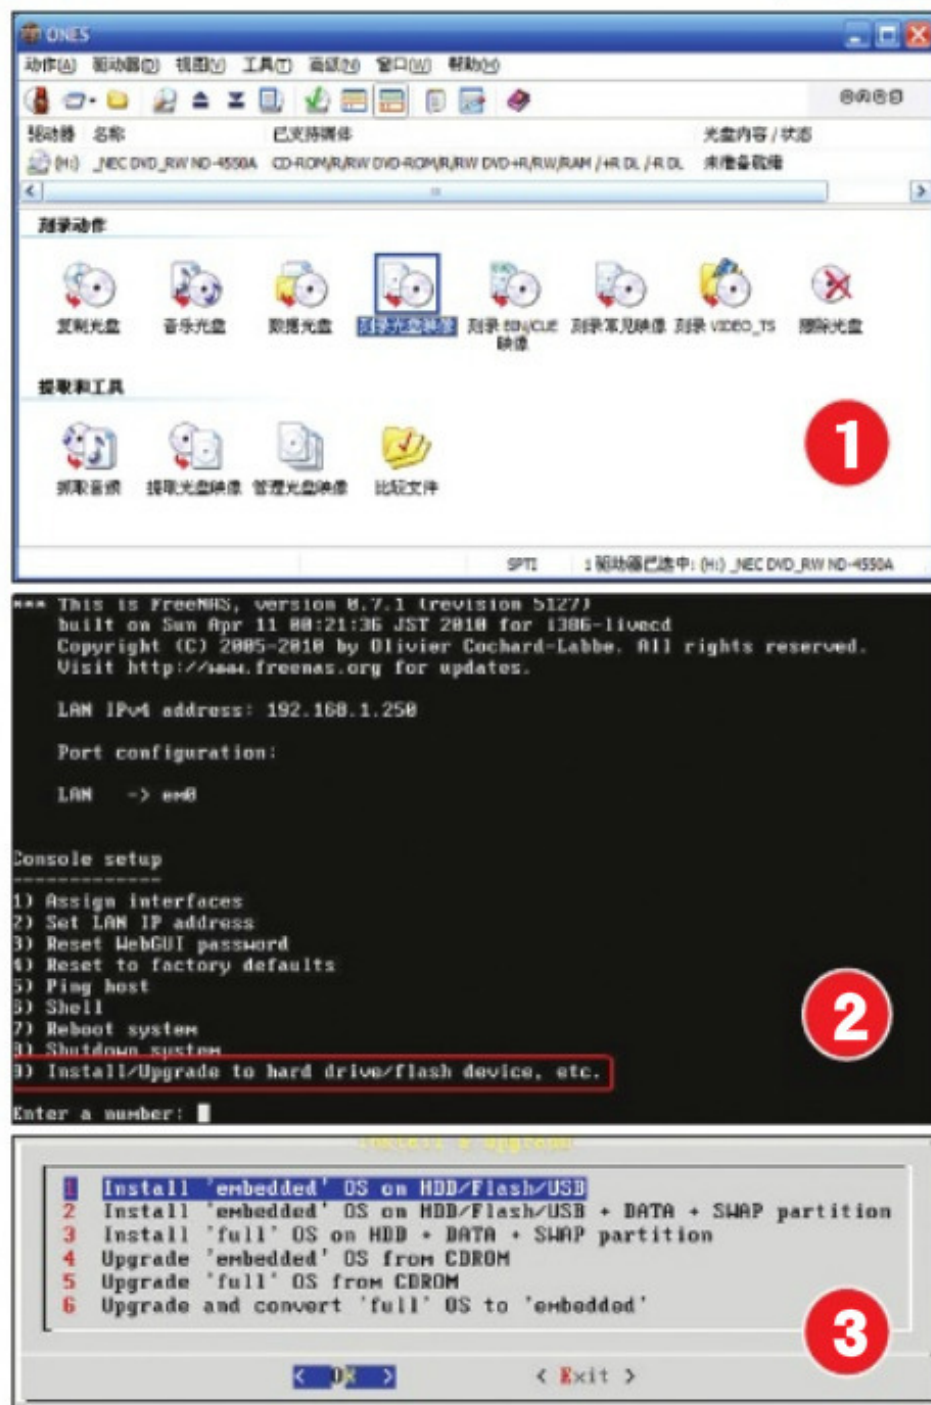 ONES
动作(A) 驱动器(D) 视图(V) 工具(T) 高级(N) 窗口(W) 帮助(H)
驱动器 名称 已支持媒体 光盘内容 / 状态
(H:) _NEC DVD_RW ND-4550A CD-ROM/R/RW DVD-ROM/R/RW DVD+R/RW/RAM /+R DL /-R DL 未准备就绪
刻录动作
复制光盘 音乐光盘 数据光盘 刻录光盘映像 刻录 BIN/CUE 映像 刻录常见映像 刻录 VIDEO_TS 擦除光盘
提取和工具
抓取音频 提取光盘映像 管理光盘映像 比较文件
1
SPTI 1 驱动器已选中: (H:) _NEC DVD_RW ND-4550A
*** This is FreeNAS, version 0.7.1 (revision 5127)
built on Sun Apr 11 00:21:36 JST 2010 for i386-livecd
Copyright (C) 2005-2010 by Olivier Cochard-Labbe. All rights reserved.
Visit http://www.freenas.org for updates.
LAN IPv4 address: 192.168.1.250
Port configuration:
LAN -> em0
Console setup
-------------
1) Assign interfaces
2) Set LAN IP address
3) Reset WebGUI password
4) Reset to factory defaults
5) Ping host
6) Shell
7) Reboot system
8) Shutdown system
9) Install/Upgrade to hard drive/flash device, etc.
Enter a number:
2
Install & Upgrade
1 Install 'embedded' OS on HDD/Flash/USB
2 Install 'embedded' OS on HDD/Flash/USB + DATA + SWAP partition
3 Install 'full' OS on HDD + DATA + SWAP partition
4 Upgrade 'embedded' OS from CDROM
5 Upgrade 'full' OS from CDROM
6 Upgrade and convert 'full' OS to 'embedded'
3
< OK > < Exit >